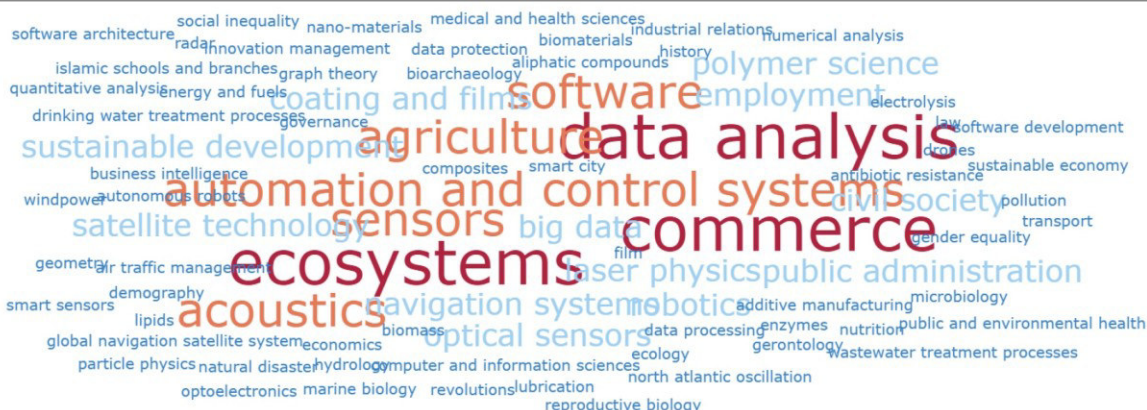 social inequality
nano-materials
medical and health sciences
software architecture
radar
innovation management
data protection
biomaterials
industrial relations
numerical analysis
history
islamic schools and branches
graph theory
bioarchaeology
aliphatic compounds
polymer science
quantitative analysis
energy and fuels
coating and films
software
employment
electrolysis
drinking water treatment processes
governance
agriculture
data analysis
law
software development
sustainable development
drones
business intelligence
composites
smart city
antibiotic resistance
sustainable economy
windpower
autonomous robots
automation and control systems
civil society
pollution
satellite technology
sensors
big data
commerce
transport
gender equality
film
geometry
air traffic management
ecosystems
laser physics
public administration
demography
smart sensors
lipids
acoustics
navigation systems
robotics
additive manufacturing
microbiology
biomass
optical sensors
data processing
enzymes
nutrition
public and environmental health
global navigation satellite system
economics
gerontology
wastewater treatment processes
ecology
particle physics
natural disaster
hydrology
computer and information sciences
north atlantic oscillation
optoelectronics
marine biology
revolutions
lubrication
reproductive biology